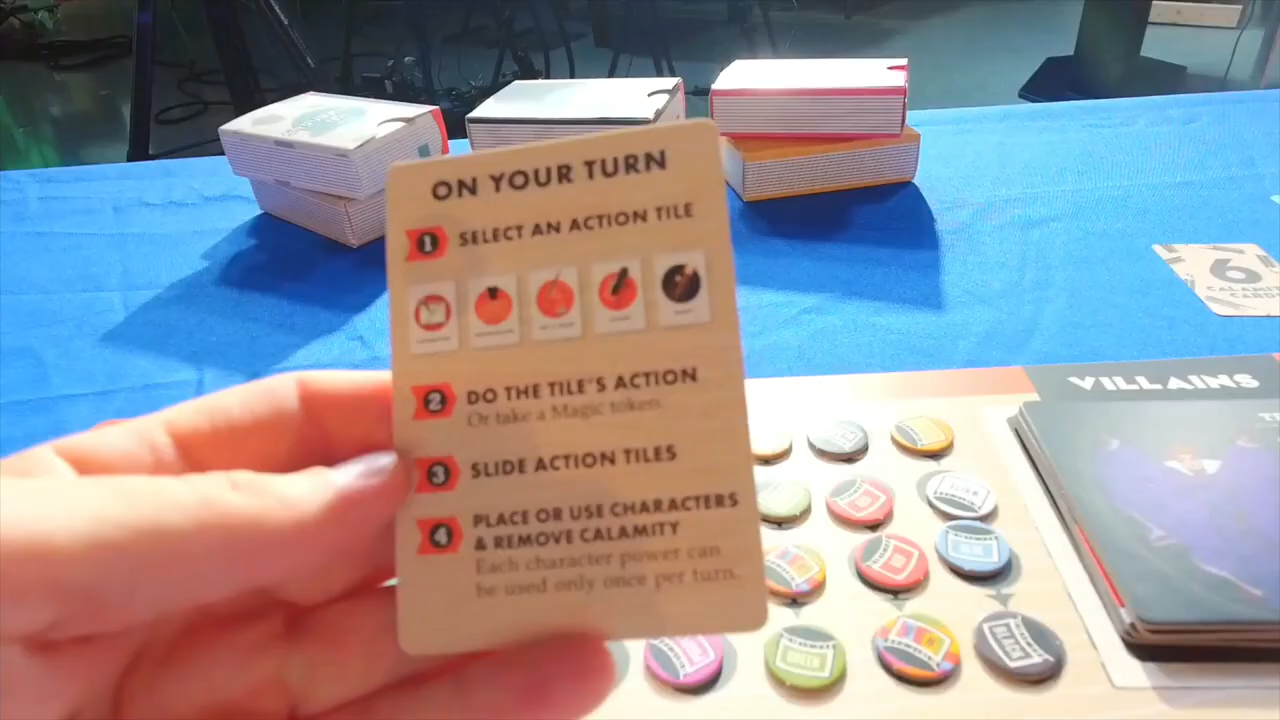 ON YOUR TURN
1 SELECT AN ACTION TILE
2 DO THE TILE'S ACTION
Or take a Magic token.
3 SLIDE ACTION TILES
4 PLACE OR USE CHARACTERS
& REMOVE CALAMITY
Each character power can
be used only once per turn.
6
CALAMITY
CARDS
VILLAINS
GREEN
BLACK